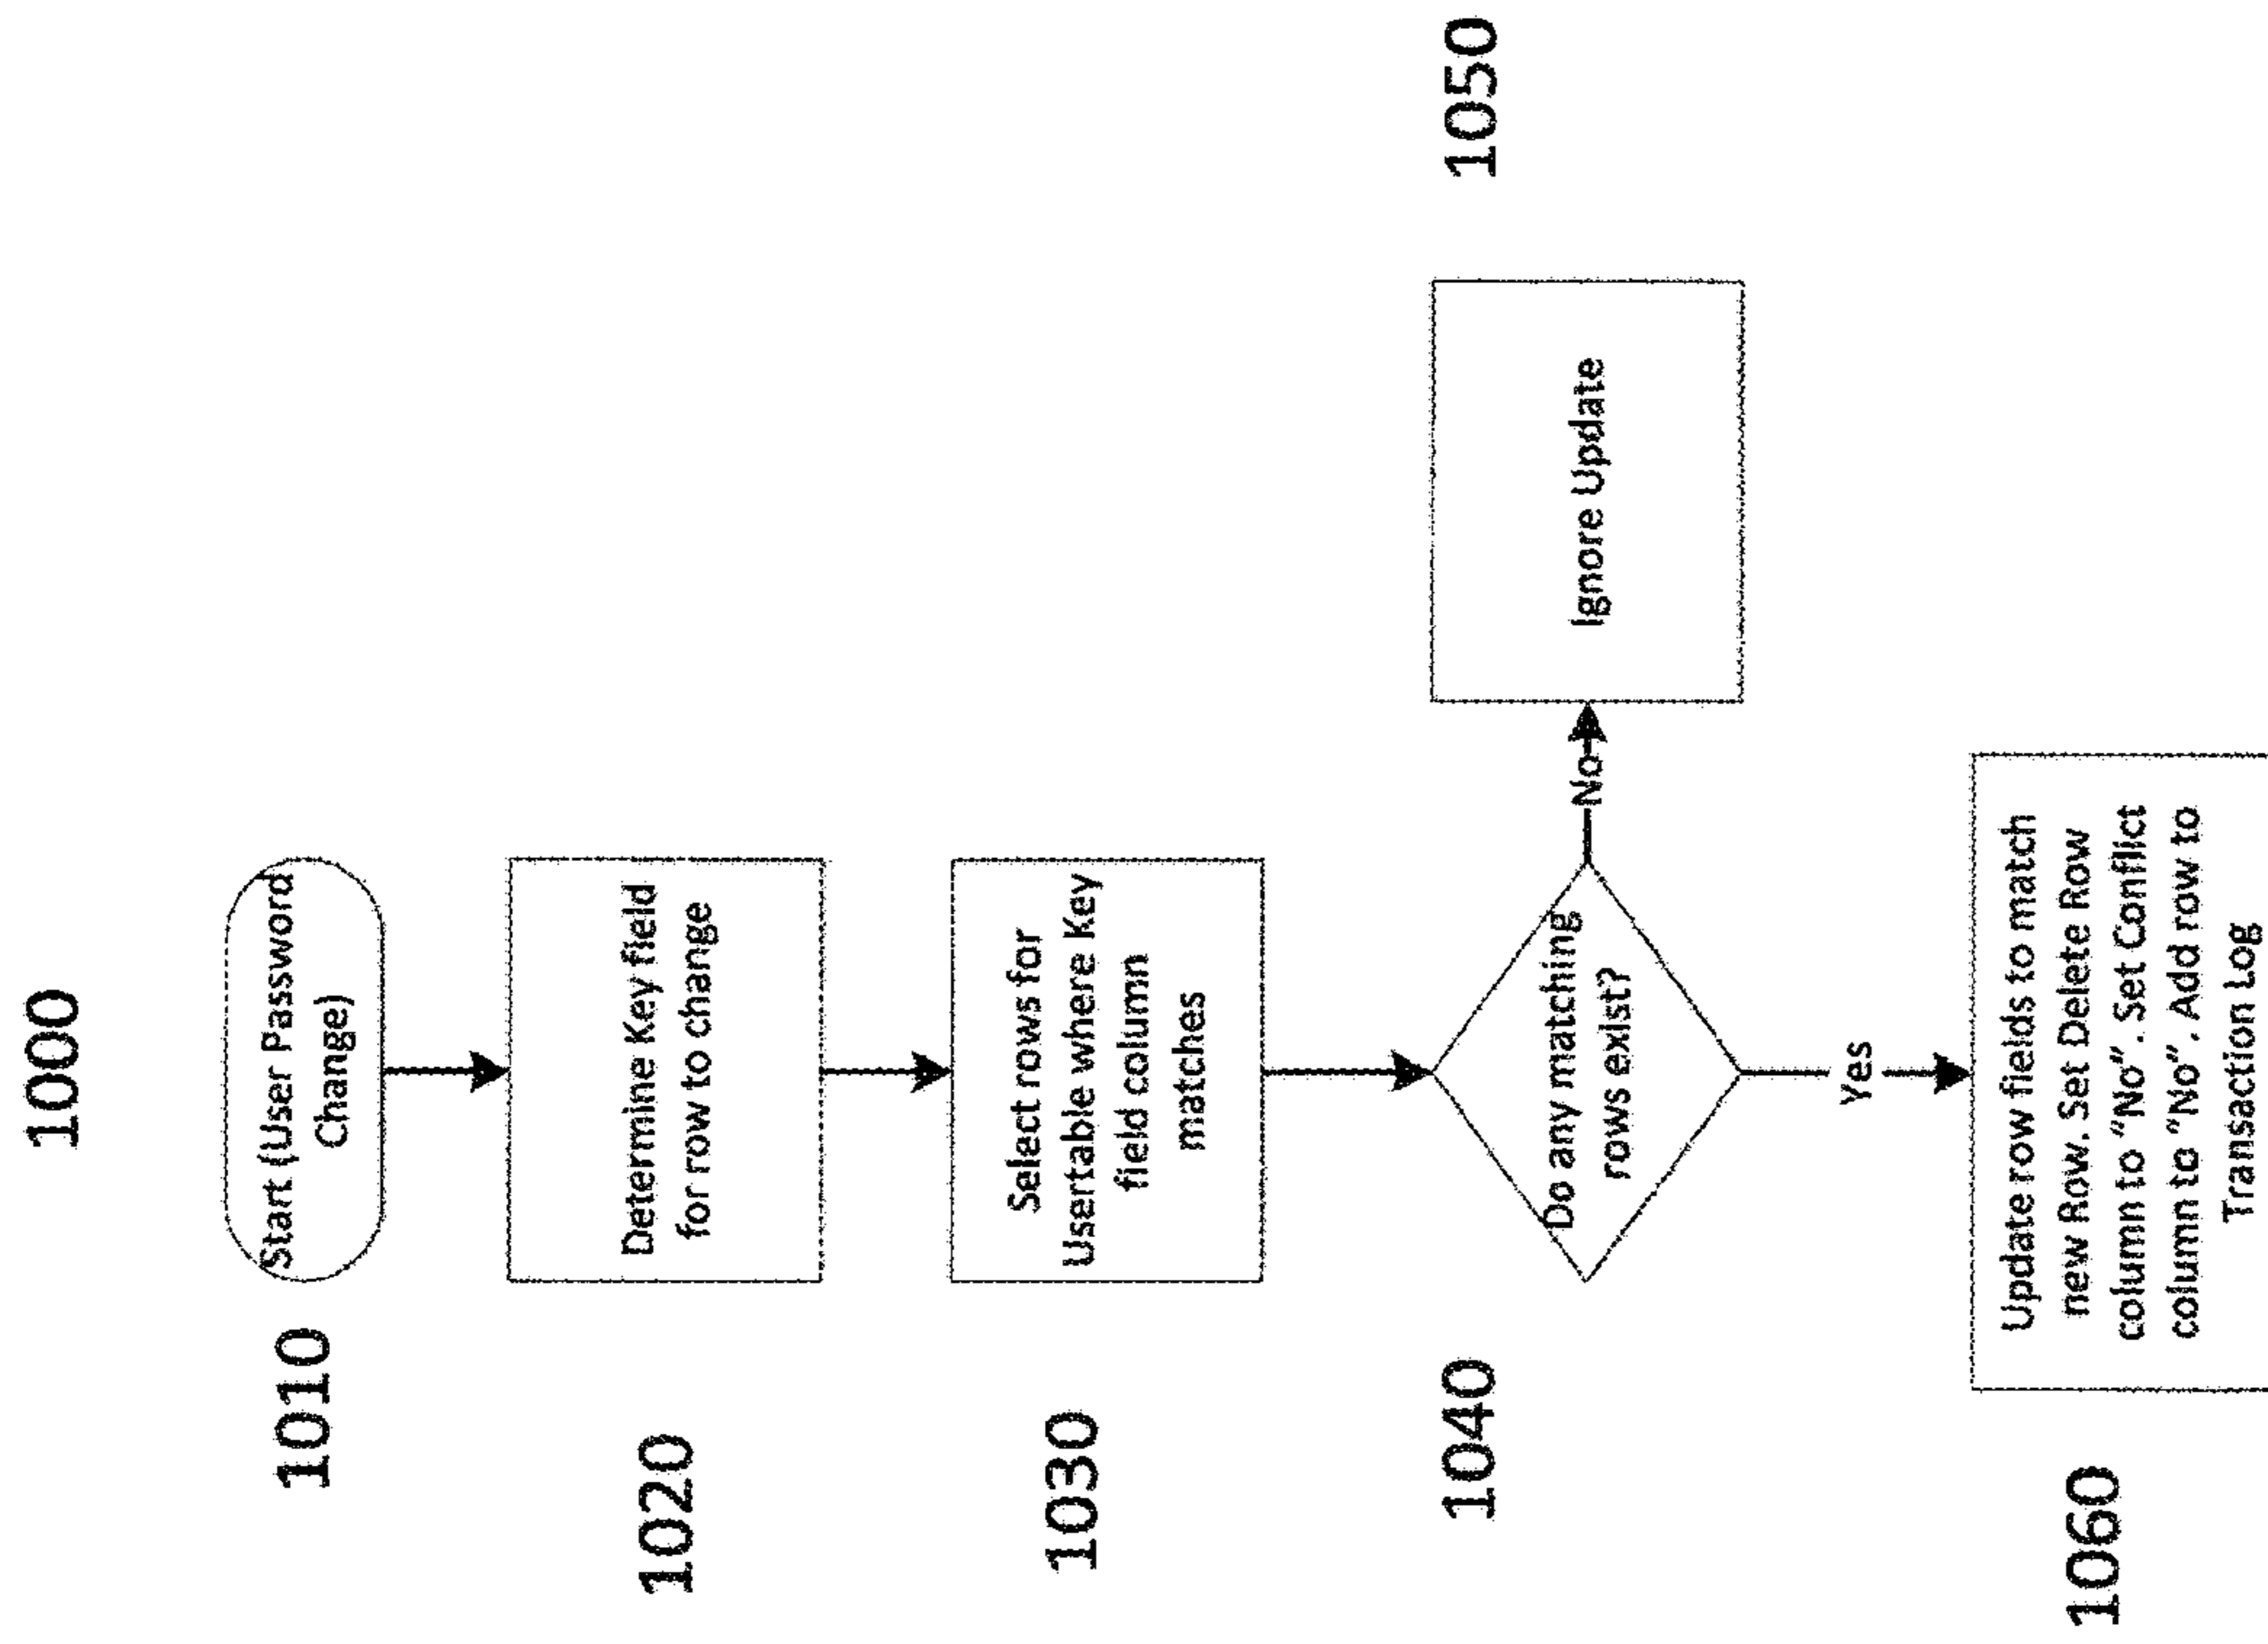 1000
1010
Start (User Password
Change)
1020
Determine Key field
for row to change
1030
Select rows for
Usertable where Key
field column
matches
1040
Do any matching
rows exist?
No
1050
Ignore Update
Yes
1060
Update row fields to match
new Row. Set Delete Row
column to "No". Set Conflict
column to "No". Add row to
Transaction Log